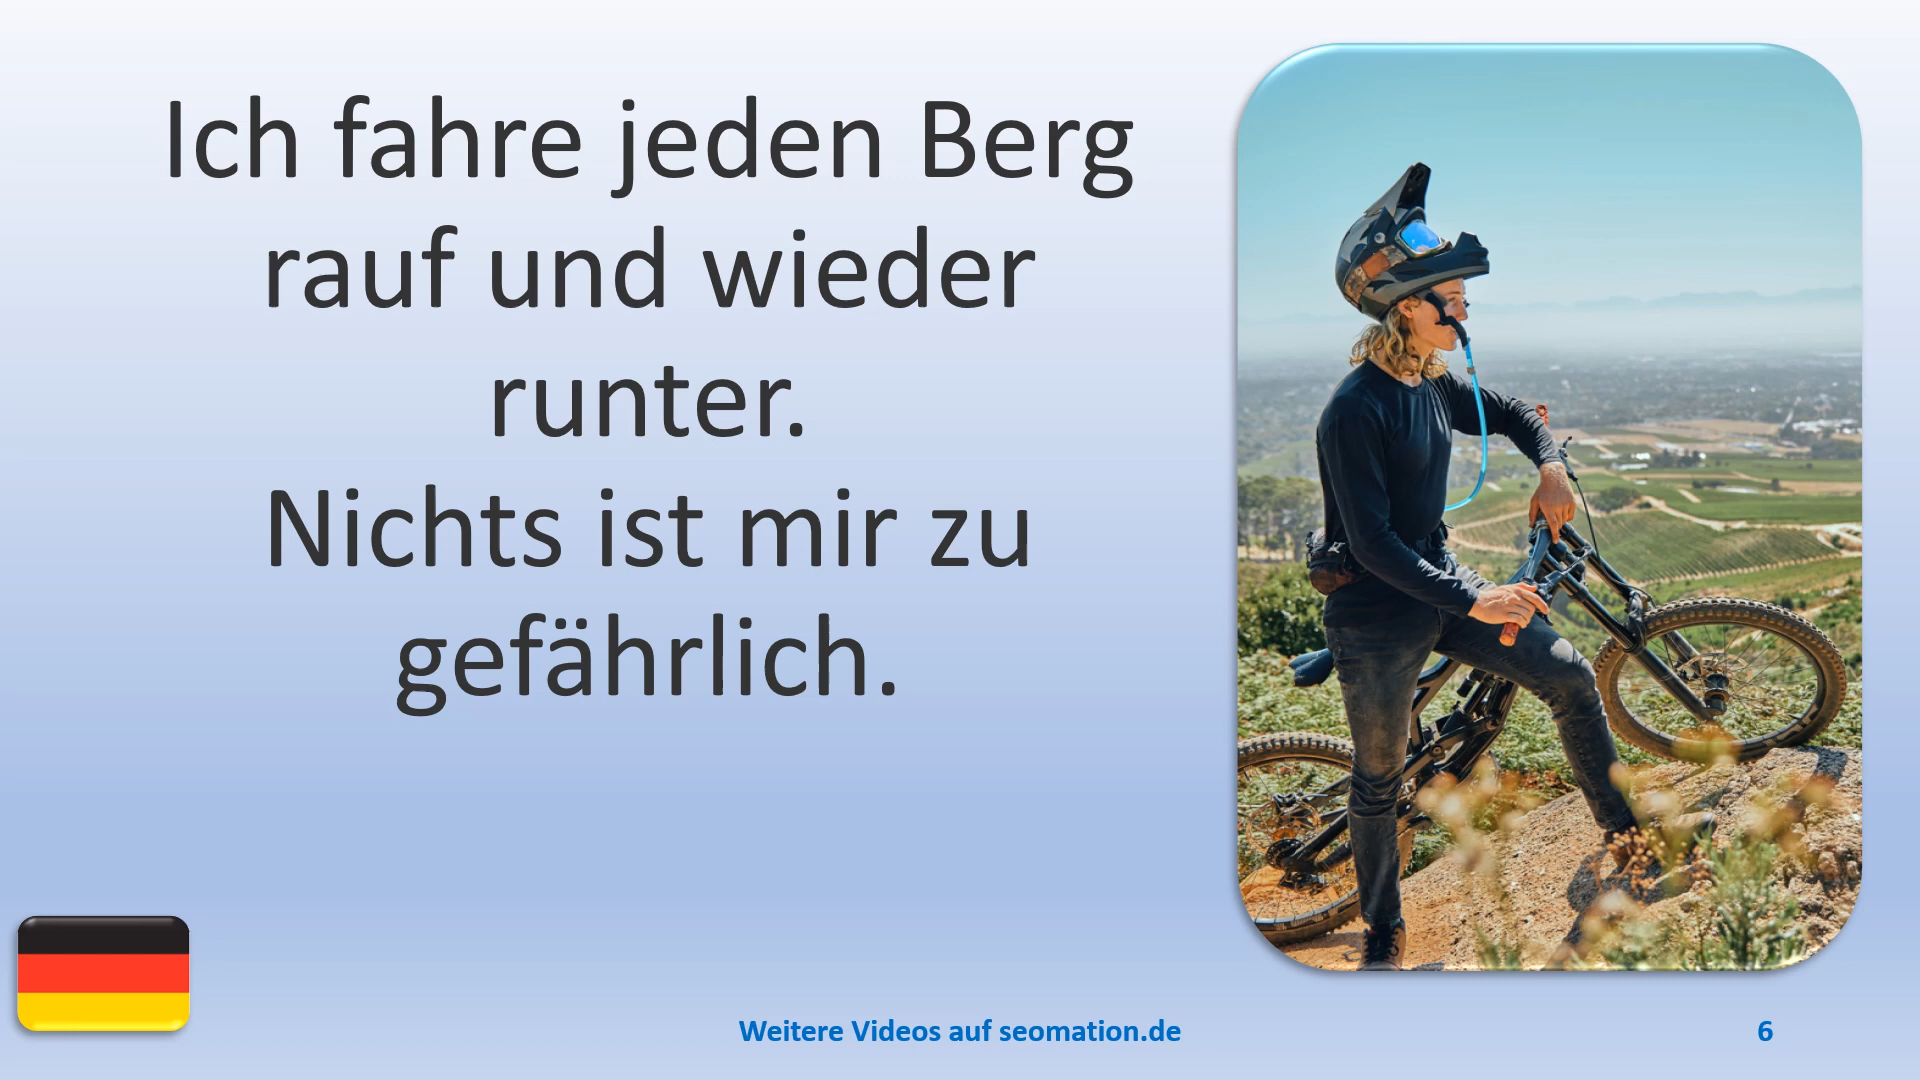 Ich fahre jeden Berg
rauf und wieder
runter.
Nichts ist mir zu
gefährlich.
Weitere Videos auf seomation.de
6